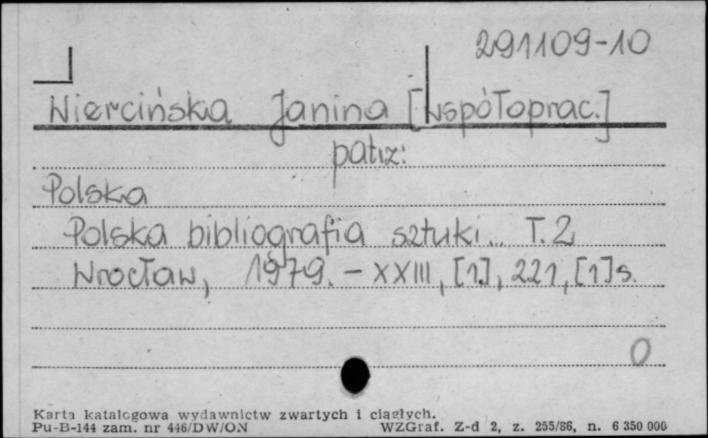 291109-10
Wiercińska Janina [współoprac.]
patrz:
Polska
Polska bibliografia sztuki... T. 2
Wrocław, 1979. - XXIII, [1], 221, [1] s.
0
Karta katalogowa wydawnictw zwartych i ciągłych.
Pu-B-144 zam. nr 446/DW/ON WZGraf. Z-d 2, z. 255/86, n. 6 350 000